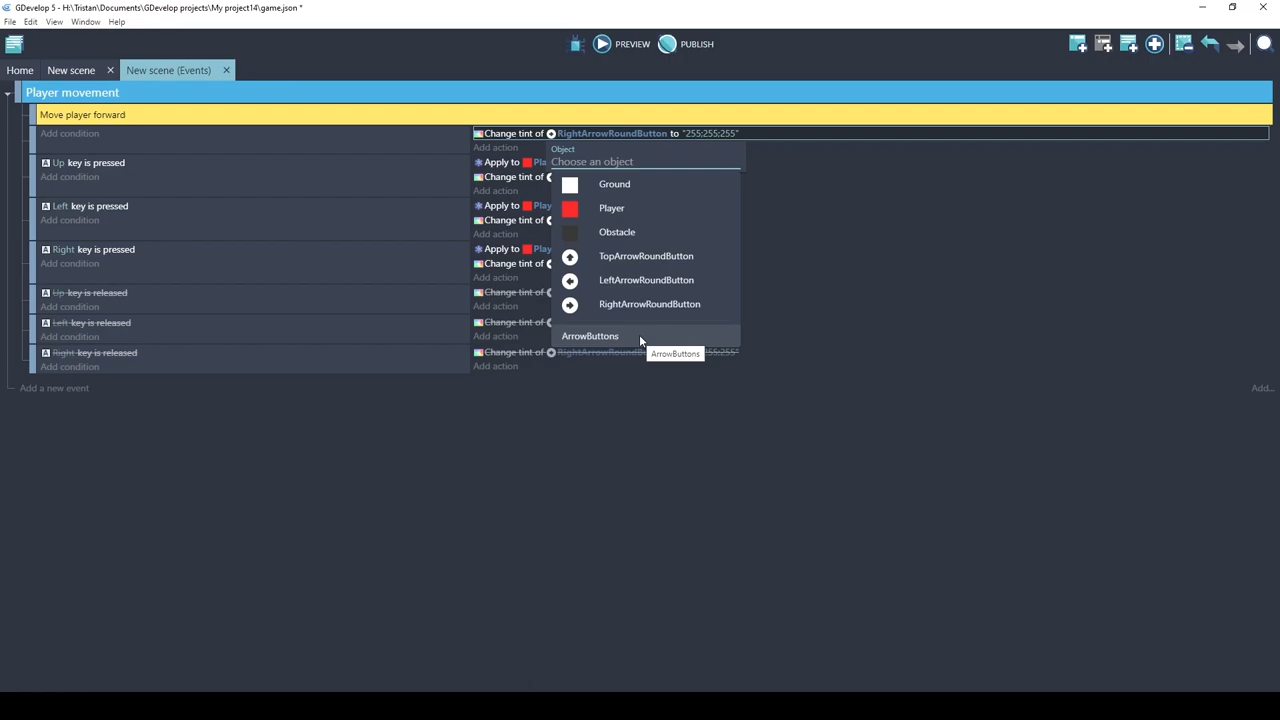 GDevelop 5 - H:\Tristan\Documents\GDevelop projects\My project14\game.json *
File Edit View Window Help
PREVIEW PUBLISH
Home New scene New scene (Events)
Player movement
Move player forward
Add condition
Change tint of RightArrowRoundButton to "255;255;255"
Add action
Up key is pressed
Add condition
Apply to Pla
Change tint of
Add action
Left key is pressed
Add condition
Apply to Play
Change tint of
Add action
Right key is pressed
Add condition
Apply to Play
Change tint of
Add action
Up key is released
Add condition
Change tint of
Add action
Left key is released
Add condition
Change tint of
Add action
Right key is released
Add condition
Change tint of RightArrowRoundB 55;255"
Add action
Object
Choose an object
Ground
Player
Obstacle
TopArrowRoundButton
LeftArrowRoundButton
RightArrowRoundButton
ArrowButtons
ArrowButtons
Add a new event
Add...